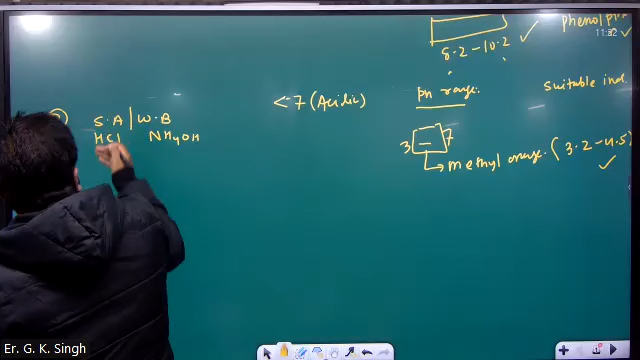 phenolph
11:32
8.2 - 10.2
<7 (Acidic)
PH range.
suitable ind.
S.A | W.B
HCl NH4OH
3 7
methyl orange. (3.2 - 4.5)
Er. G. K. Singh